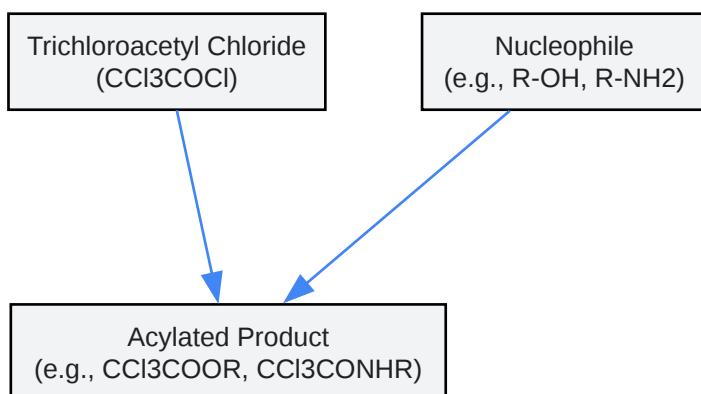 Trichloroacetyl Chloride
(CCl3COCl)
Nucleophile
(e.g., R-OH, R-NH2)
Acylated Product
(e.g., CCl3COOR, CCl3CONHR)